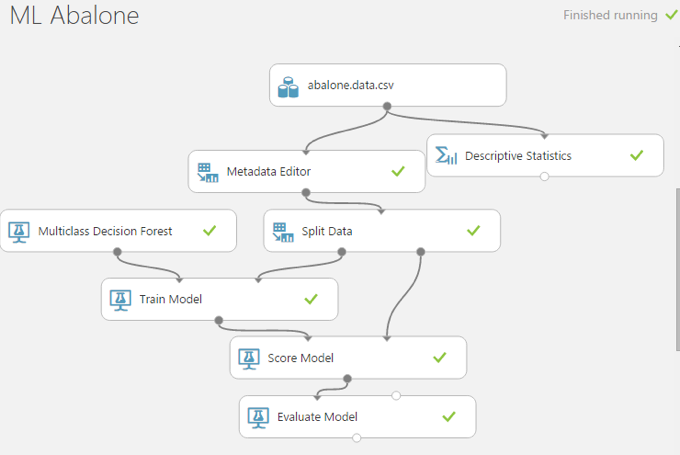 ML Abalone
Finished running
abalone.data.csv
Metadata Editor
Descriptive Statistics
Multiclass Decision Forest
Split Data
Train Model
Score Model
Evaluate Model